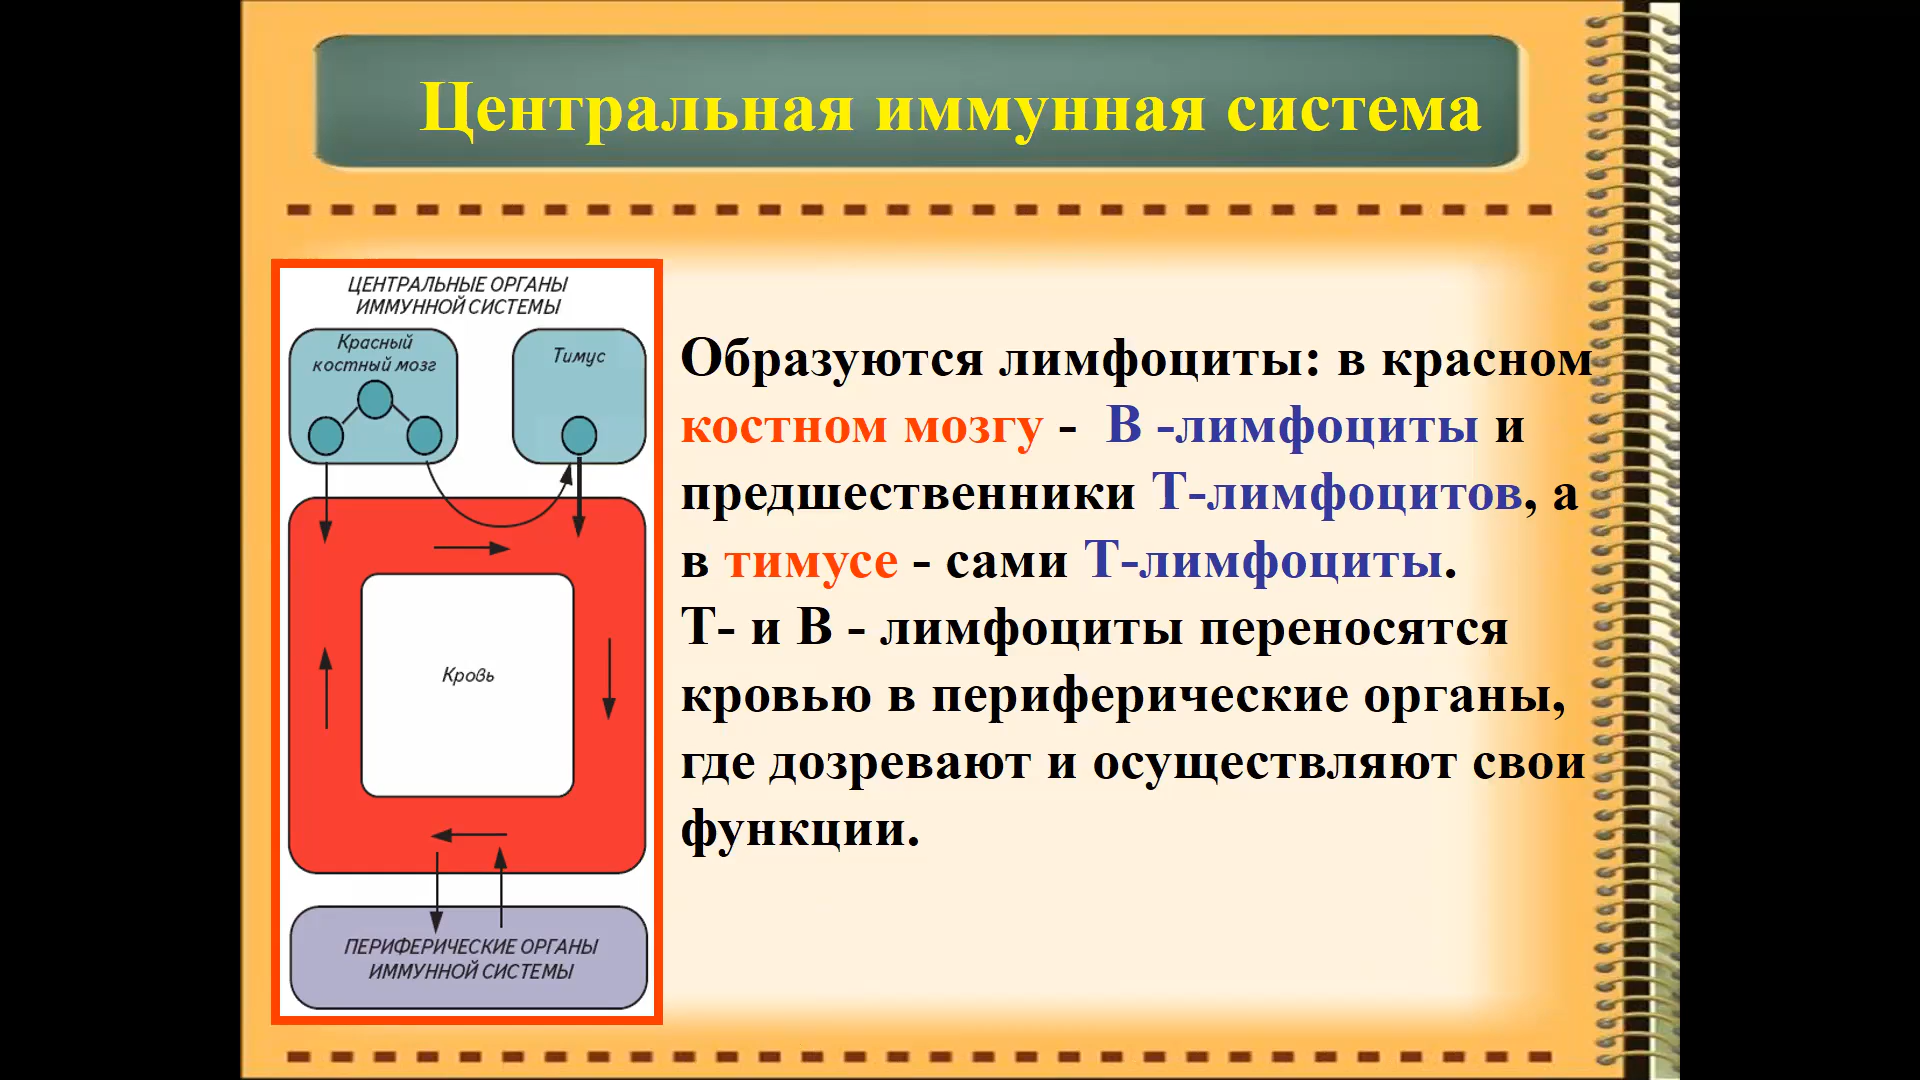 Центральная иммунная система
ЦЕНТРАЛЬНЫЕ ОРГАНЫ
ИММУННОЙ СИСТЕМЫ
Красный
костный мозг
Тимус
Кровь
ПЕРИФЕРИЧЕСКИЕ ОРГАНЫ
ИММУННОЙ СИСТЕМЫ
Образуются лимфоциты: в красном
костном мозгу - В -лимфоциты и
предшественники Т-лимфоцитов, а
в тимусе - сами Т-лимфоциты.
Т- и В - лимфоциты переносятся
кровью в периферические органы,
где дозревают и осуществляют свои
функции.